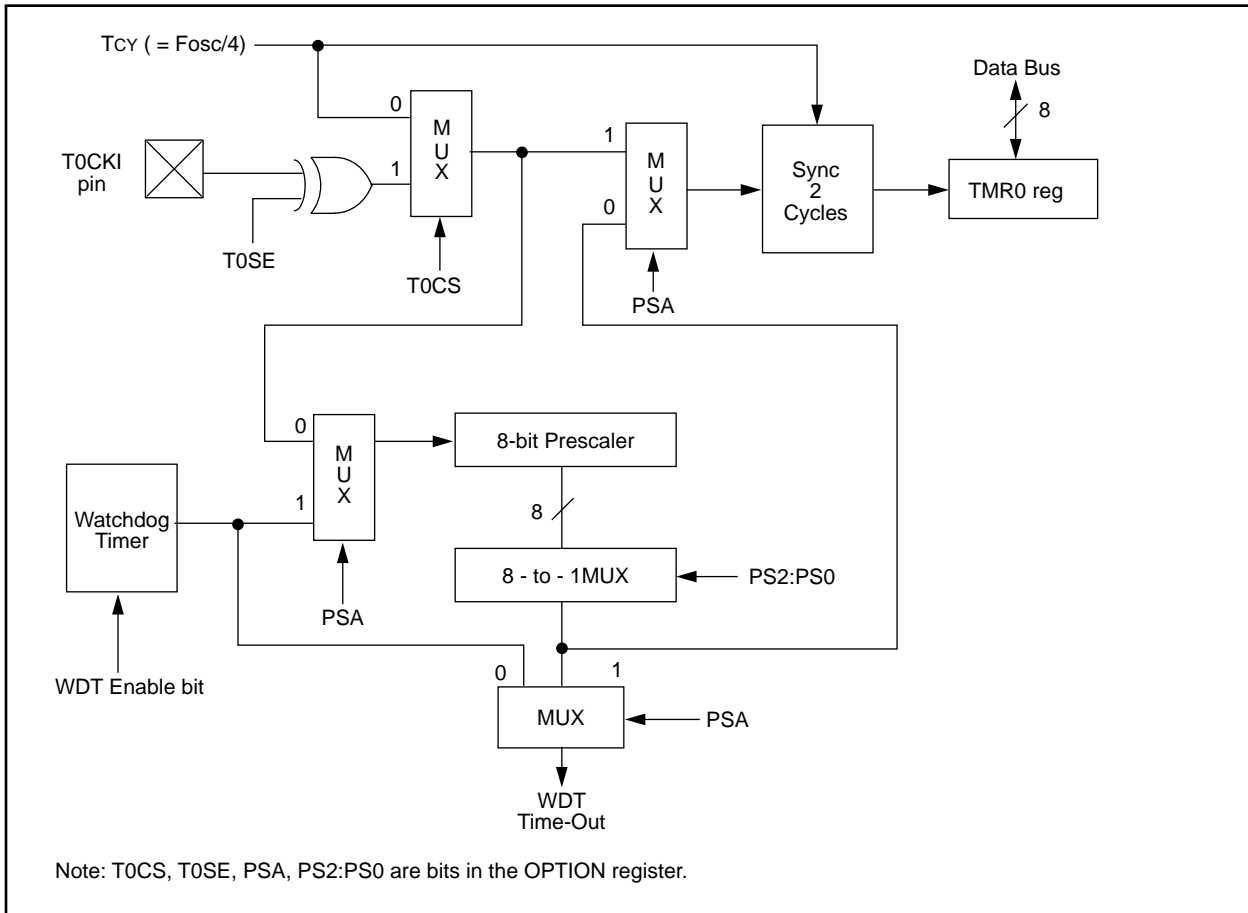 TCY ( = Fosc/4)
Data Bus
0
M
U
X
8
1
M
U
X
Sync
2
Cycles
T0CKI
pin
1
TMR0 reg
0
T0SE
T0CS
PSA
0
M
U
X
8-bit Prescaler
1
Watchdog
Timer
8
8 - to - 1MUX
PS2:PS0
PSA
0
1
WDT Enable bit
MUX
PSA
WDT
Time-Out
Note: T0CS, T0SE, PSA, PS2:PS0 are bits in the OPTION register.